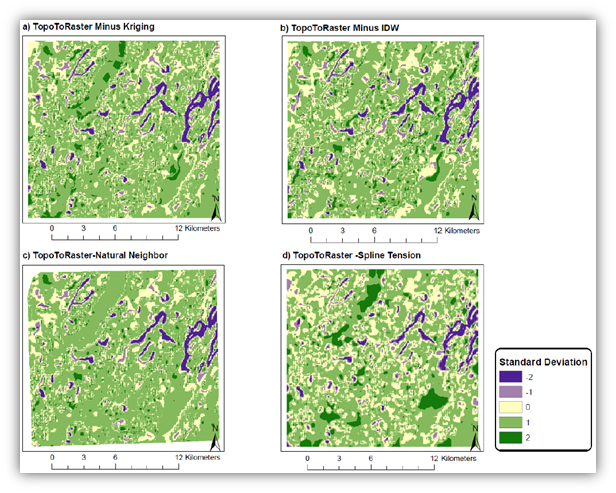 a) TopoToRaster Minus Kriging
N
0 3 6 12 Kilometers
b) TopoToRaster Minus IDW
N
0 3 6 12 Kilometers
c) TopoToRaster-Natural Neighbor
N
0 3 6 12 Kilometers
d) TopoToRaster -Spline Tension
N
0 3 6 12 Kilometers
Standard Deviation
-2
-1
0
1
2